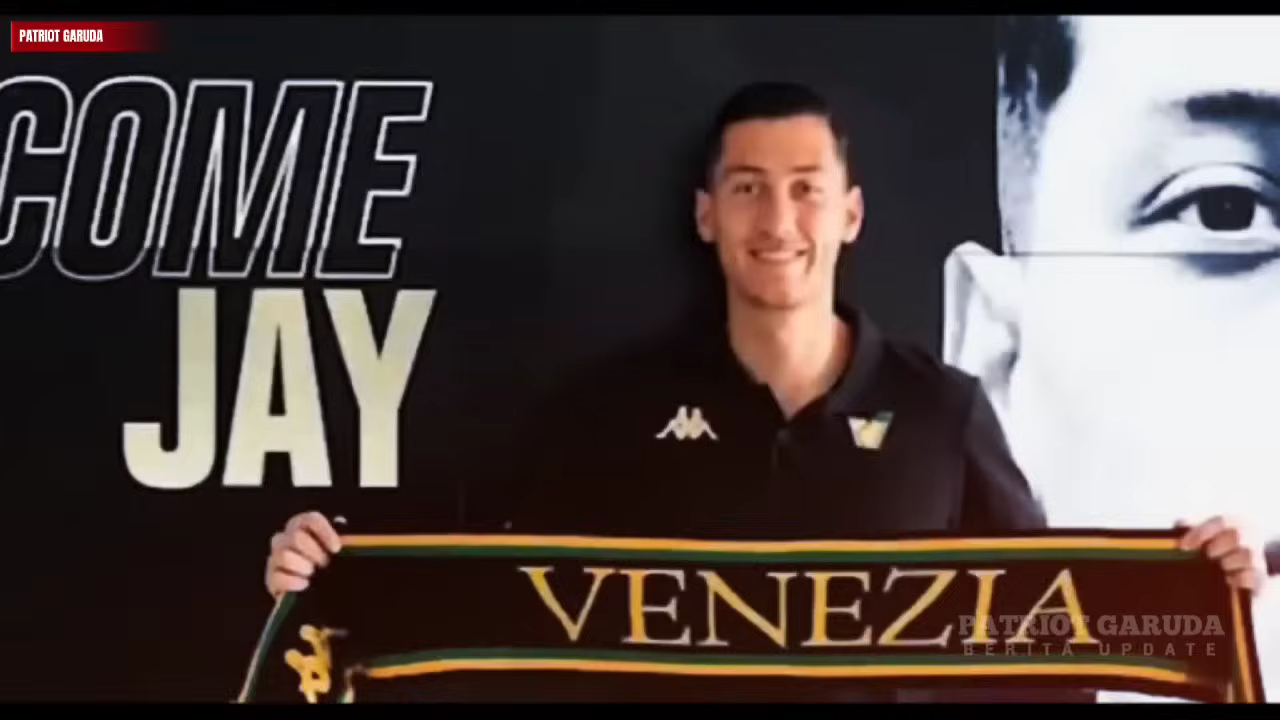 PATRIOT GARUDA
COME
JAY
VENEZIA
PATRIOT GARUDA
BERITA UPDATE